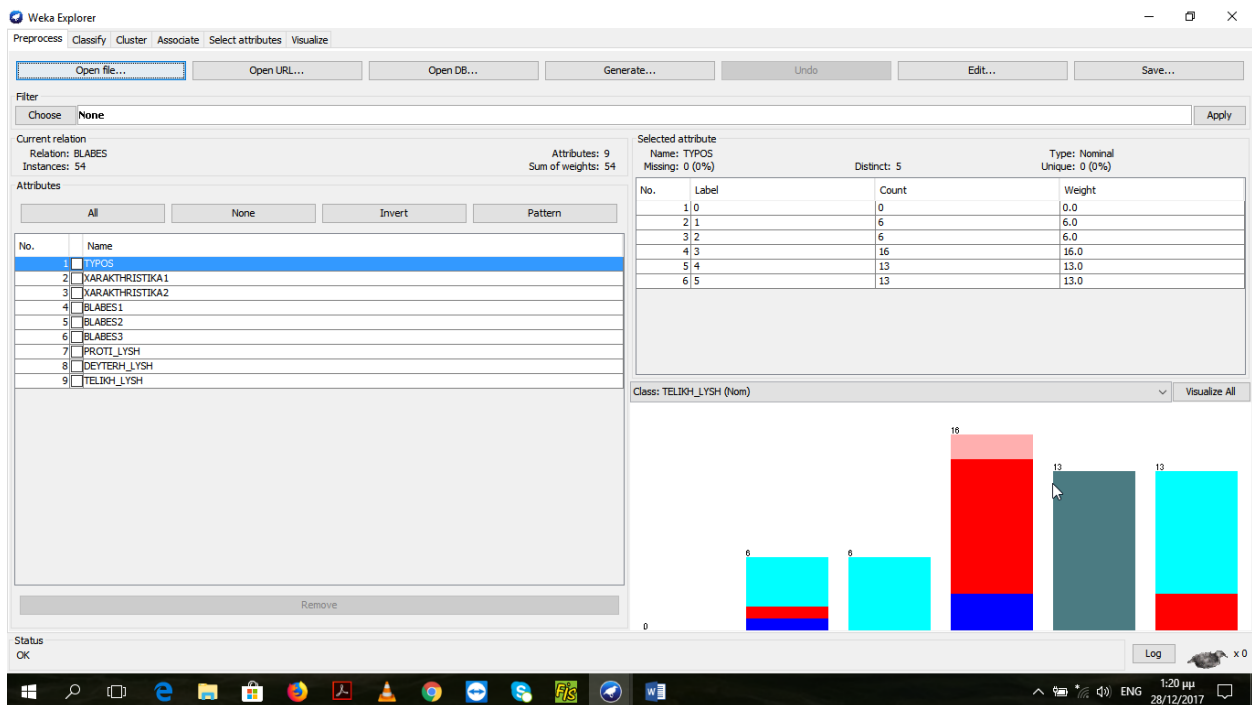 Weka Explorer
Preprocess Classify Cluster Associate Select attributes Visualize
Open file... Open URL... Open DB... Generate... Undo Edit... Save...
Filter
Choose None Apply
Current relation
Relation: BLABES Attributes: 9
Instances: 54 Sum of weights: 54
Attributes
All None Invert Pattern
No. Name
1 TYPOS
2 XARAKTHRISTIKA1
3 XARAKTHRISTIKA2
4 BLABES1
5 BLABES2
6 BLABES3
7 PROTI_LYSH
8 DEYTERH_LYSH
9 TELIKH_LYSH
Remove
Selected attribute
Name: TYPOS Type: Nominal
Missing: 0 (0%) Distinct: 5 Unique: 0 (0%)
No. Label Count Weight
1 0 0 0.0
2 1 6 6.0
3 2 6 6.0
4 3 16 16.0
5 4 13 13.0
6 5 13 13.0
Class: TELIKH_LYSH (Nom) Visualize All
0 6 6 16 13 13
Status
OK Log x 0
Fjs W ENG 1:20 μμ
28/12/2017